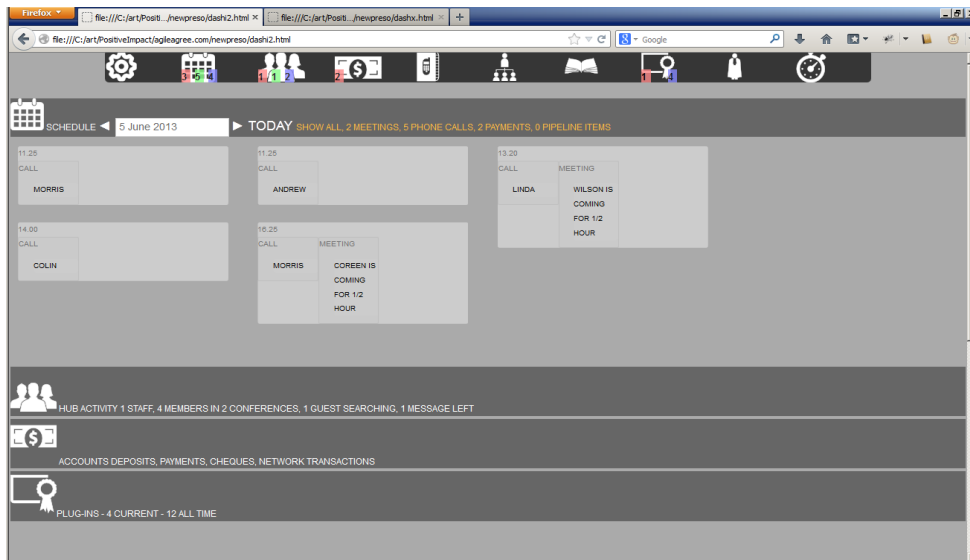 Firefox
file:///C:/art/Positi.../newpreso/dashi2.html × file:///C:/art/Positi.../newpreso/dashx.html × +
file:///C:/art/PositiveImpact/agileagree.com/newpreso/dashi2.html Google
3 5 4 1 1 2 2 1 4
SCHEDULE 5 June 2013 TODAY SHOW ALL, 2 MEETINGS, 5 PHONE CALLS, 2 PAYMENTS, 0 PIPELINE ITEMS
11.25
CALL
MORRIS
11.25
CALL
ANDREW
13.20
CALL MEETING
LINDA WILSON IS
COMING
FOR 1/2
HOUR
14.00
CALL
COLIN
16.25
CALL MEETING
MORRIS COREEN IS
COMING
FOR 1/2
HOUR
HUB ACTIVITY 1 STAFF, 4 MEMBERS IN 2 CONFERENCES, 1 GUEST SEARCHING, 1 MESSAGE LEFT
ACCOUNTS DEPOSITS, PAYMENTS, CHEQUES, NETWORK TRANSACTIONS
PLUG-INS - 4 CURRENT - 12 ALL TIME